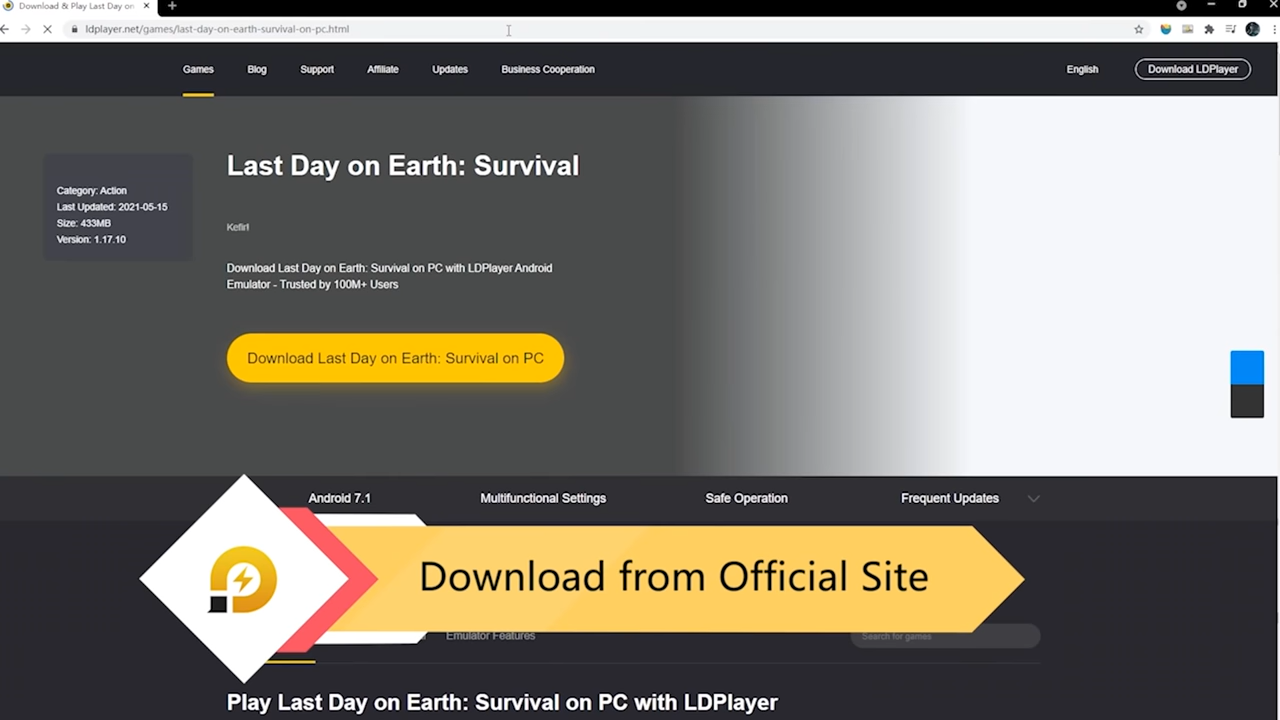 Download & Play Last Day on
ldplayer.net/games/last-day-on-earth-survival-on-pc.html
Games Blog Support Affiliate Updates Business Cooperation English Download LDPlayer
Last Day on Earth: Survival
Category: Action
Last Updated: 2021-05-15
Size: 433MB
Version: 1.17.10
Kefir!
Download Last Day on Earth: Survival on PC with LDPlayer Android
Emulator - Trusted by 100M+ Users
Download Last Day on Earth: Survival on PC
Android 7.1 Multifunctional Settings Safe Operation Frequent Updates
Download from Official Site
Emulator Features Search for games
Play Last Day on Earth: Survival on PC with LDPlayer